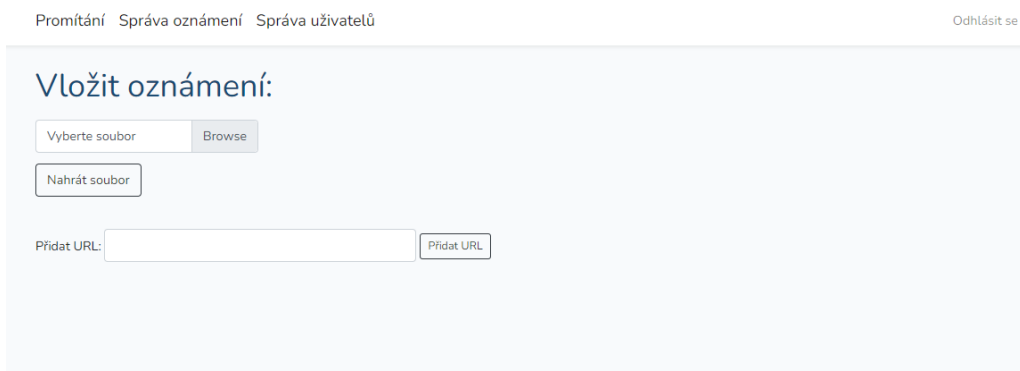 Promítání Správa oznámení Správa uživatelů Odhlásit se
Vložit oznámení:
Vyberte soubor Browse
Nahrát soubor
Přidat URL: Přidat URL